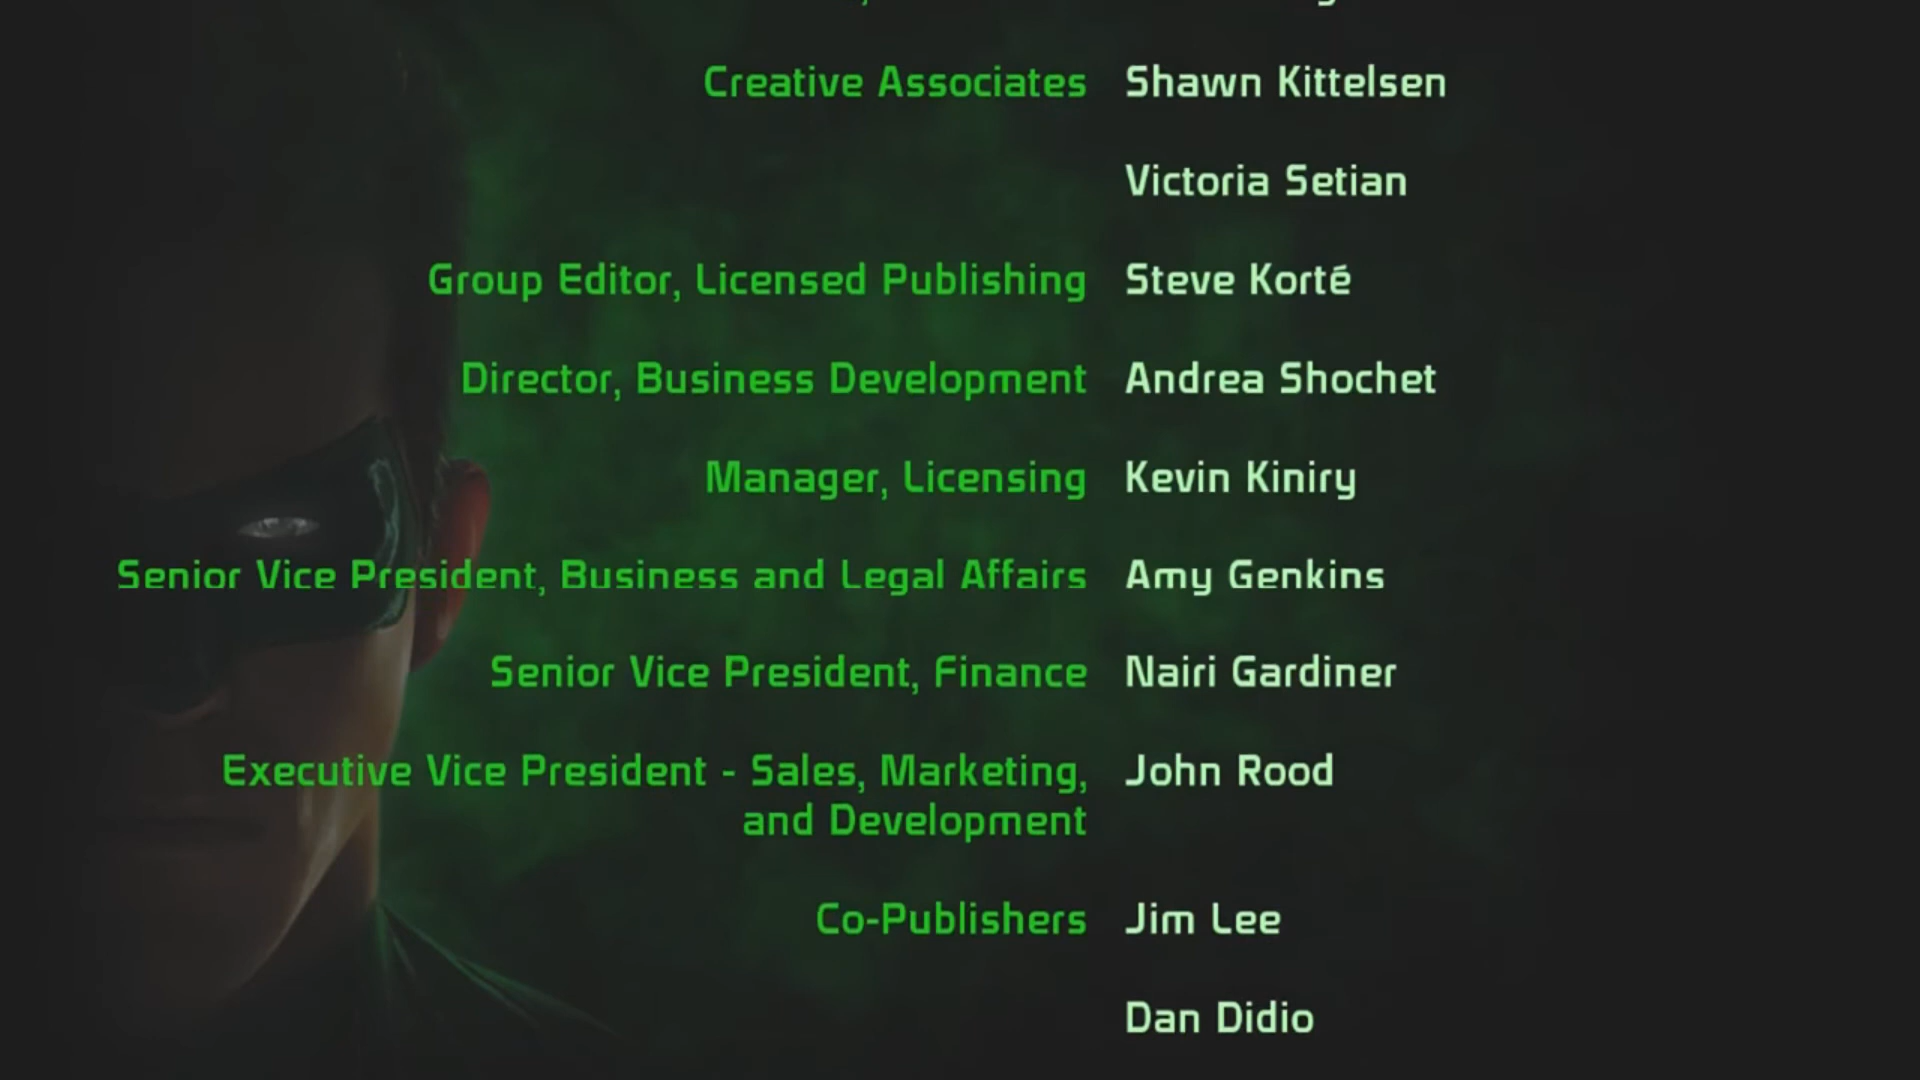 Creative Associates Shawn Kittelsen
Victoria Setian
Group Editor, Licensed Publishing Steve Korté
Director, Business Development Andrea Shochet
Manager, Licensing Kevin Kiniry
Senior Vice President, Business and Legal Affairs Amy Genkins
Senior Vice President, Finance Nairi Gardiner
Executive Vice President - Sales, Marketing, John Rood
and Development
Co-Publishers Jim Lee
Dan Didio